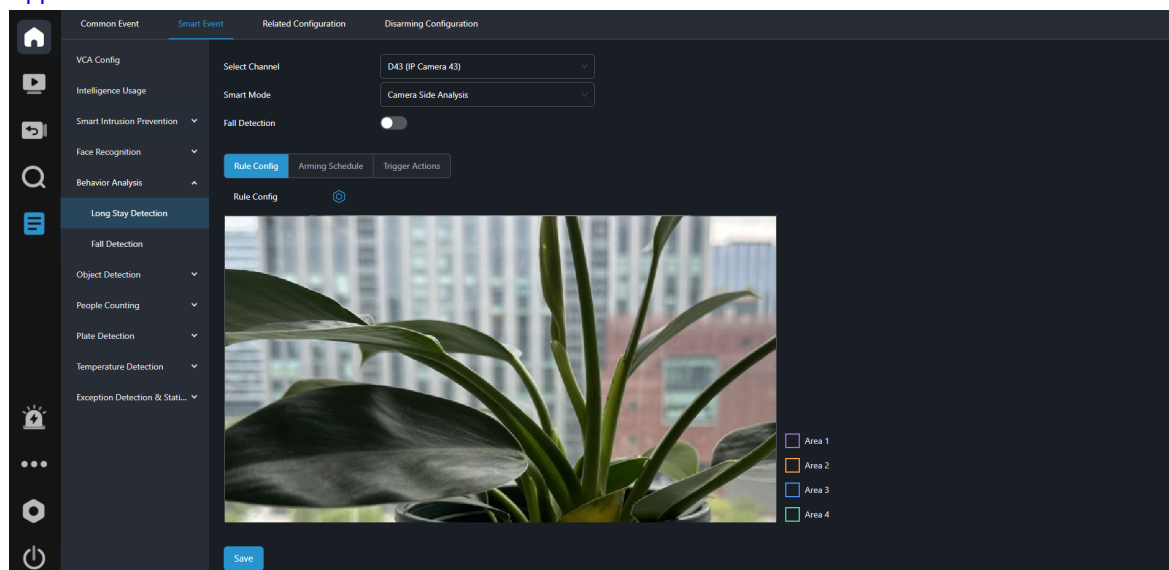 Common Event
Smart Event
Related Configuration
Disarming Configuration
VCA Config
Intelligence Usage
Smart Intrusion Prevention
Face Recognition
Behavior Analysis
Long Stay Detection
Fall Detection
Object Detection
People Counting
Plate Detection
Temperature Detection
Exception Detection & Stati...
Select Channel
D43 (IP Camera 43)
Smart Mode
Camera Side Analysis
Fall Detection
Rule Config
Arming Schedule
Trigger Actions
Rule Config
Area 1
Area 2
Area 3
Area 4
Save